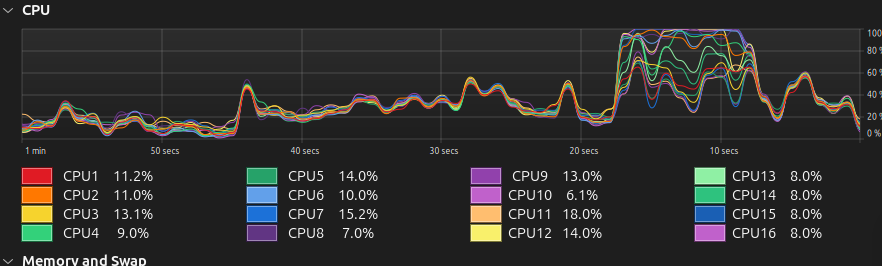 CPU
100
80 %
60 %
40 %
20 %
0 %
1 min 50 secs 40 secs 30 secs 20 secs 10 secs
CPU1 11.2% CPU5 14.0% CPU9 13.0% CPU13 8.0%
CPU2 11.0% CPU6 10.0% CPU10 6.1% CPU14 8.0%
CPU3 13.1% CPU7 15.2% CPU11 18.0% CPU15 8.0%
CPU4 9.0% CPU8 7.0% CPU12 14.0% CPU16 8.0%
Memory and Swap